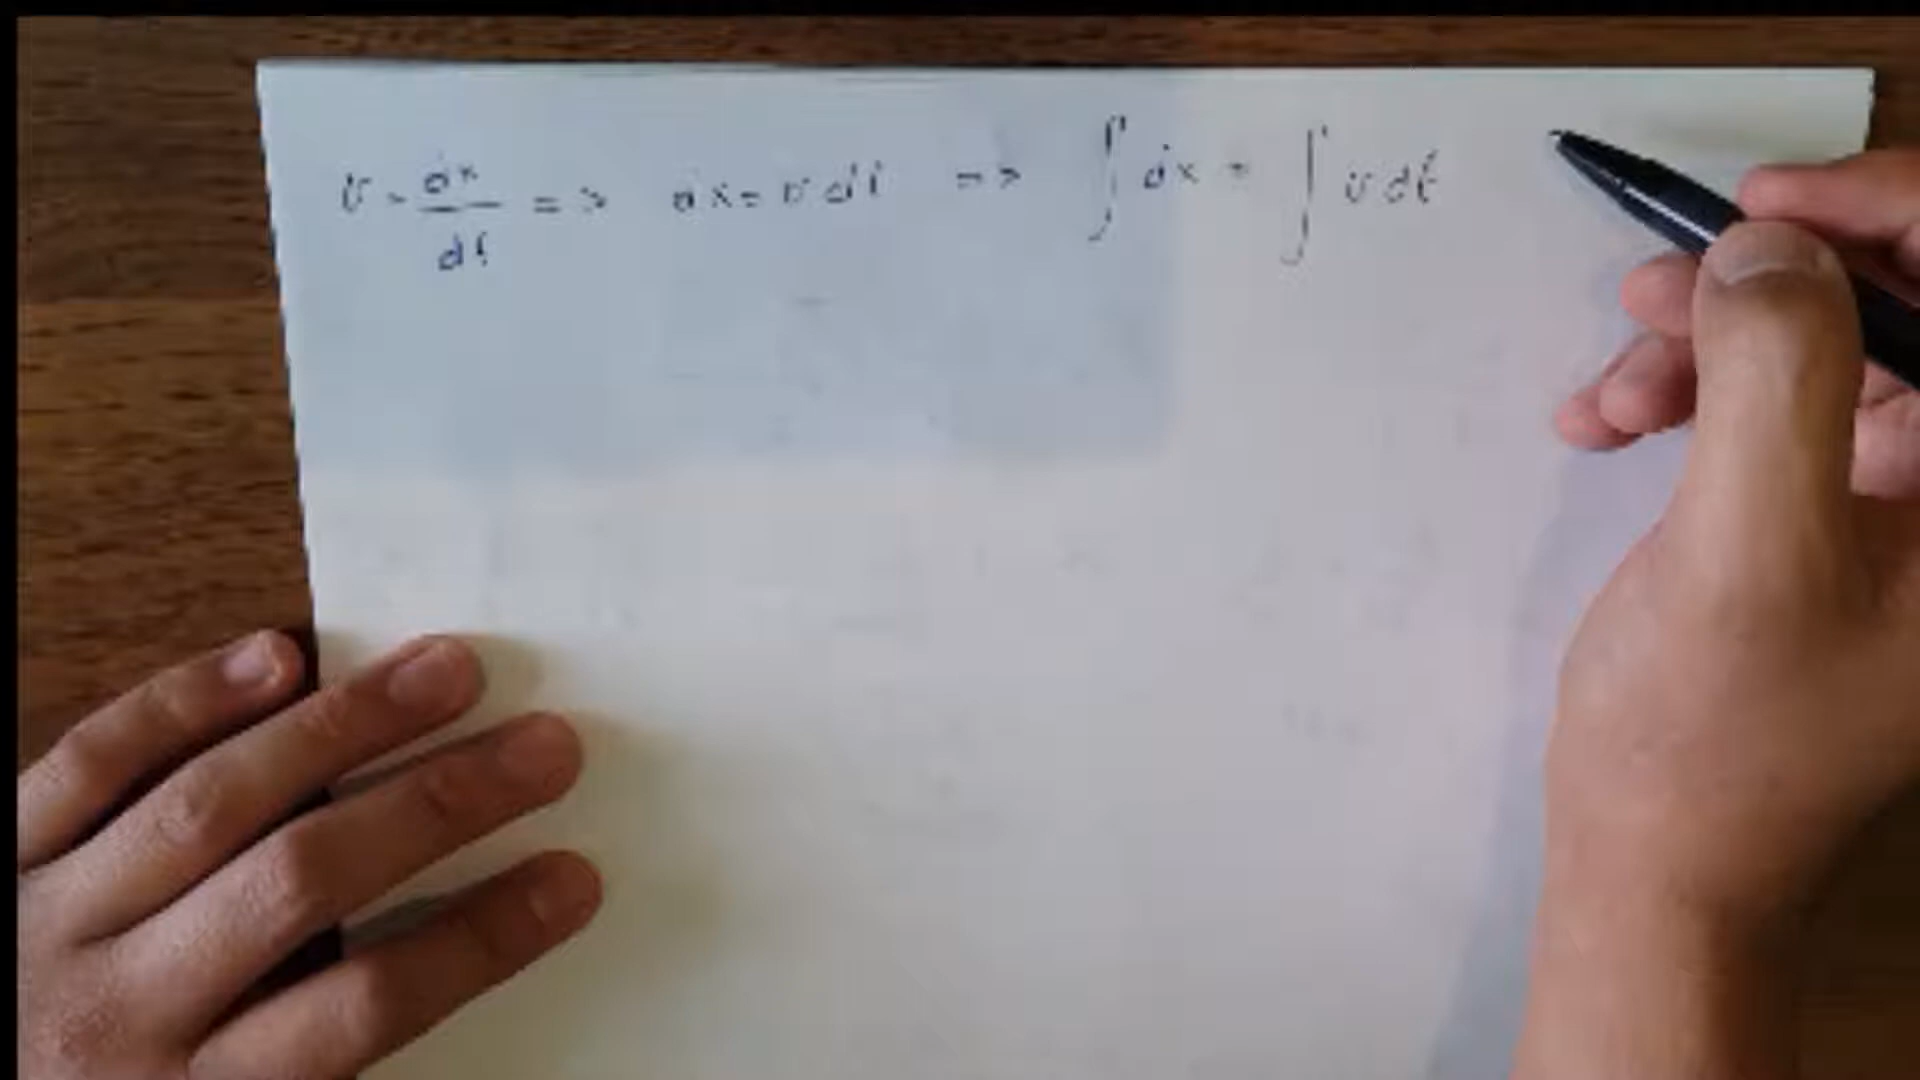 v = dx/dt => dx = v dt => ∫ dx = ∫ v dt